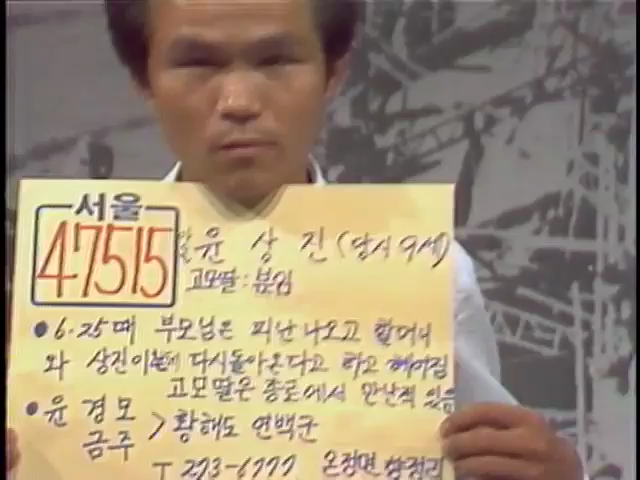 서울
47515
윤상진(당시 9세)
고모딸: 뷰임
●6.25때 부모님은 피난 나오고 할머니
와 상진이는 다시돌아온다고 하고 헤어짐
고모딸은 종로에서 만난적 있음
●윤경모
금주 > 황해도 연백군
T 273-6777 온정면